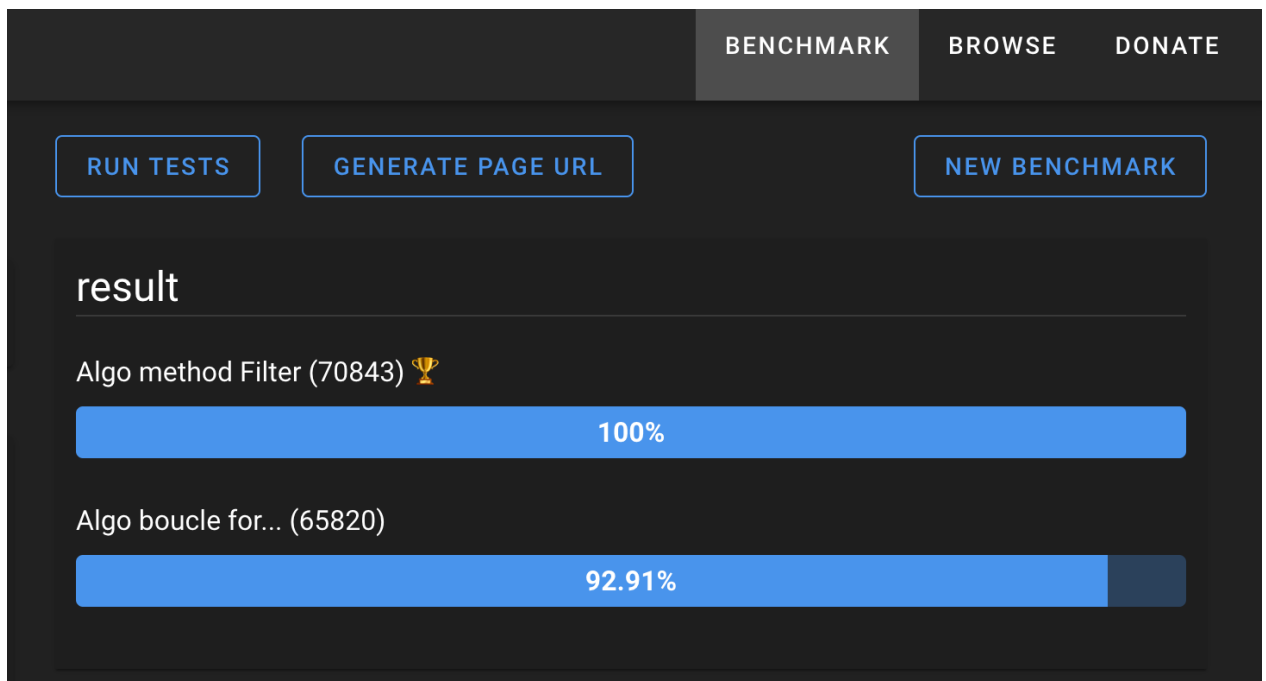 BENCHMARK BROWSE DONATE
RUN TESTS GENERATE PAGE URL NEW BENCHMARK
result
Algo method Filter (70843) 🏆
100%
Algo boucle for... (65820)
92.91%